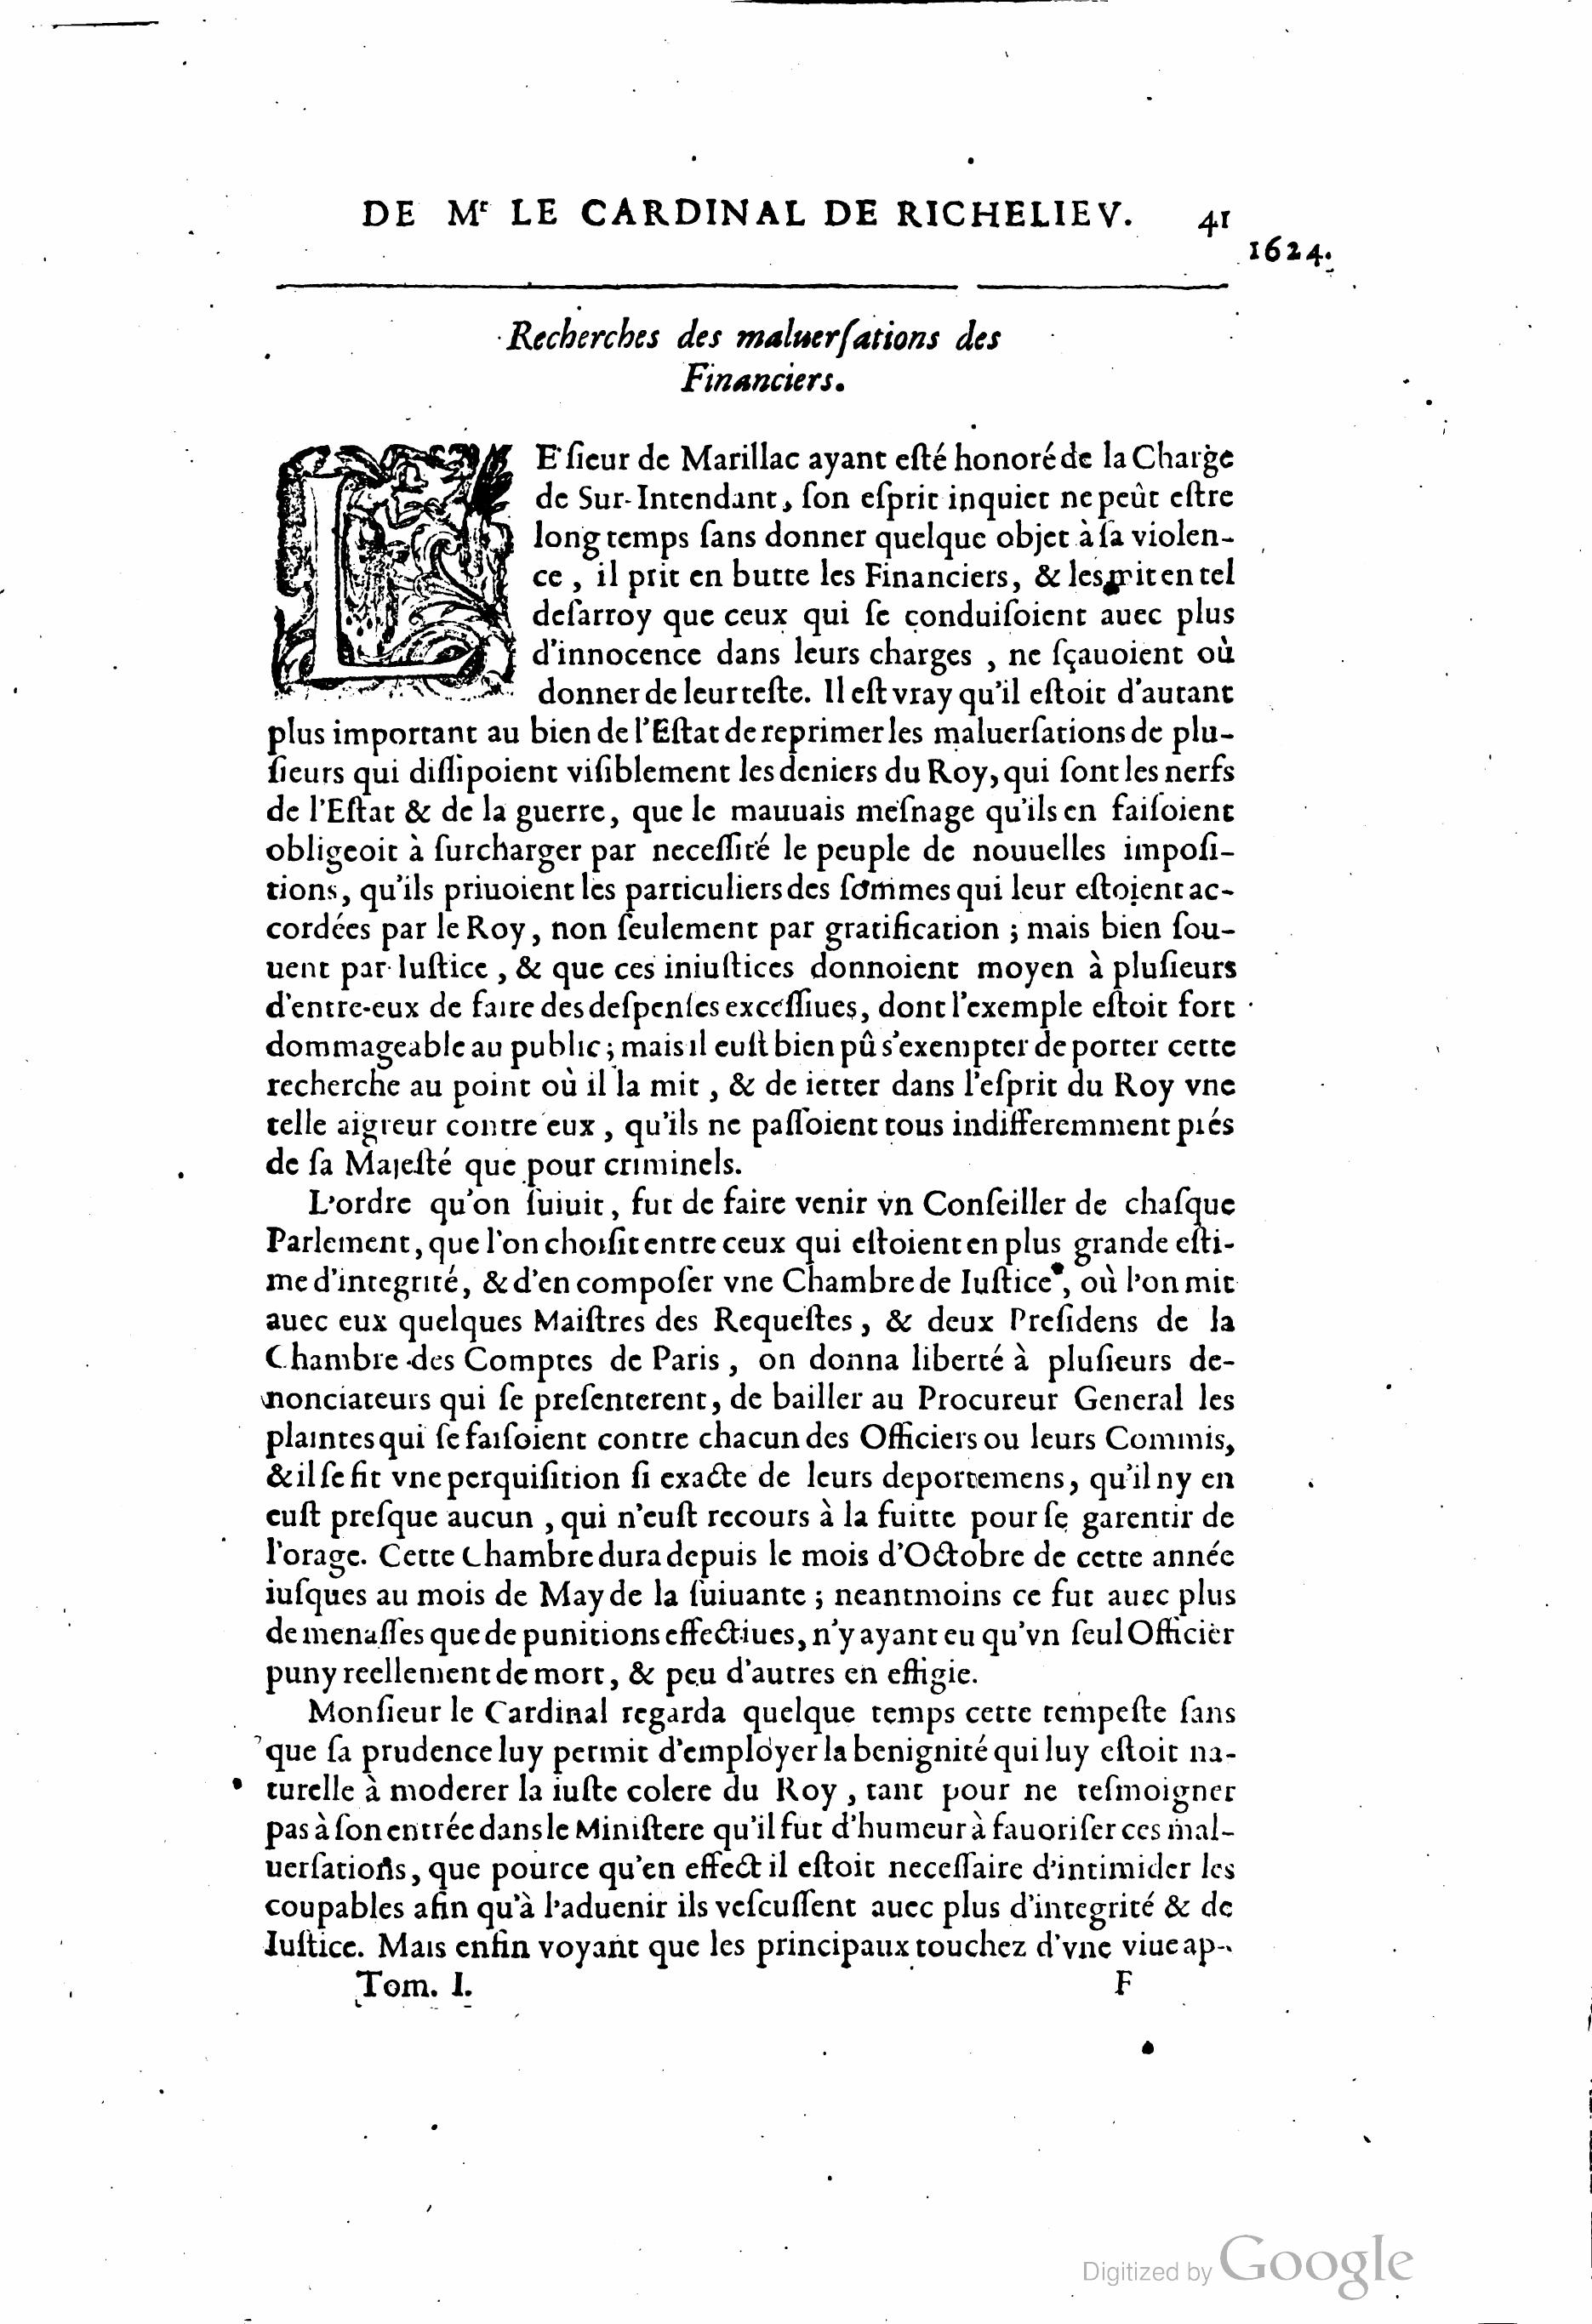 DE Mr LE CARDINAL DE RICHELIEV. 41
1624.
Recherches des maluerſations des
Financiers.
LE ſieur de Marillac ayant eſté honoré de la Charge
de Sur-Intendant, ſon eſprit inquiet ne peût eſtre
long temps ſans donner quelque objet à ſa violen-
ce, il prit en butte les Financiers, & les mit en tel
deſarroy que ceux qui ſe conduiſoient auec plus
d'innocence dans leurs charges, ne ſçauoient où
donner de leur teſte. Il eſt vray qu'il eſtoit d'autant
plus important au bien de l'Eſtat de reprimer les maluerſations de plu-
ſieurs qui diſſipoient viſiblement les deniers du Roy, qui ſont les nerfs
de l'Eſtat & de la guerre, que le mauuais meſnage qu'ils en faiſoient
obligeoit à ſurcharger par neceſſité le peuple de nouuelles impoſi-
tions, qu'ils priuoient les particuliers des ſommes qui leur eſtoient ac-
cordées par le Roy, non ſeulement par gratification; mais bien ſou-
uent par Iuſtice, & que ces iniuſtices donnoient moyen à pluſieurs
d'entre-eux de faire des deſpenſes exceſſiues, dont l'exemple eſtoit fort
dommageable au public; mais il euſt bien pû s'exempter de porter cette
recherche au point où il la mit, & de ietter dans l'eſprit du Roy vne
telle aigreur contre eux, qu'ils ne paſſoient tous indifferemment prés
de ſa Majeſté que pour criminels.
L'ordre qu'on ſuiuit, fut de faire venir vn Conſeiller de chaſque
Parlement, que l'on choiſit entre ceux qui eſtoient en plus grande eſti-
me d'integrité, & d'en compoſer vne Chambre de Iuſtice, où l'on mit
auec eux quelques Maiſtres des Requeſtes, & deux Preſidens de la
Chambre des Comptes de Paris, on donna liberté à pluſieurs de-
nonciateurs qui ſe preſenterent, de bailler au Procureur General les
plaintes qui ſe faiſoient contre chacun des Officiers ou leurs Commis,
& il ſe fit vne perquiſition ſi exacte de leurs deportemens, qu'il ny en
euſt preſque aucun, qui n'euſt recours à la fuitte pour ſe garentir de
l'orage. Cette Chambre dura depuis le mois d'Octobre de cette année
iuſques au mois de May de la ſuiuante; neantmoins ce fut auec plus
de menaſſes que de punitions effectiues, n'y ayant eu qu'vn ſeul Officier
puny reellement de mort, & peu d'autres en effigie.
Monſieur le Cardinal regarda quelque temps cette tempeſte ſans
que ſa prudence luy permit d'employer la benignité qui luy eſtoit na-
turelle à moderer la iuſte colere du Roy, tant pour ne teſmoigner
pas à ſon entrée dans le Miniſtere qu'il fut d'humeur à fauoriſer ces mal-
uerſations, que pource qu'en effect il eſtoit neceſſaire d'intimider les
coupables afin qu'à l'aduenir ils veſcuſſent auec plus d'integrité & de
Iuſtice. Mais enfin voyant que les principaux touchez d'vne viue ap-
Tom. I. F
Digitized by Google